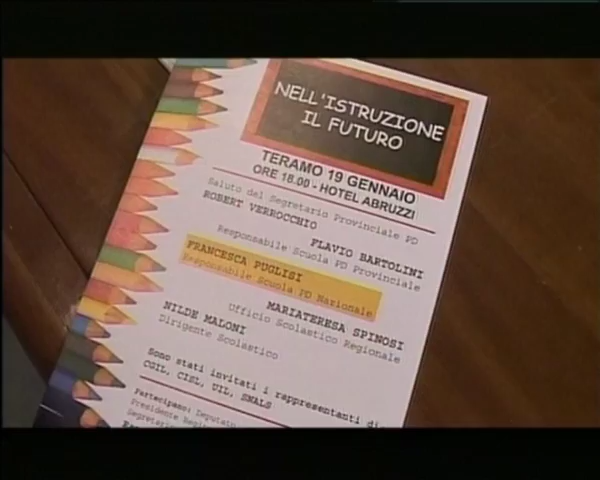 NELL'ISTRUZIONE
IL FUTURO
TERAMO 19 GENNAIO
ORE 18.00 - HOTEL ABRUZZI
Saluto del Segretario Provinciale PD
ROBERT VERROCCHIO
FLAVIO BARTOLINI
Responsabile Scuola PD Provinciale
FRANCESCA PUGLISI
Responsabile Scuola PD Nazionale
MARIATERESA SPINOSI
Ufficio Scolastico Regionale
NILDE MALONI
Dirigente Scolastico
Sono stati invitati i rappresentanti di
CGIL, CISL, UIL, SNALS
Partecipano:
Presidente